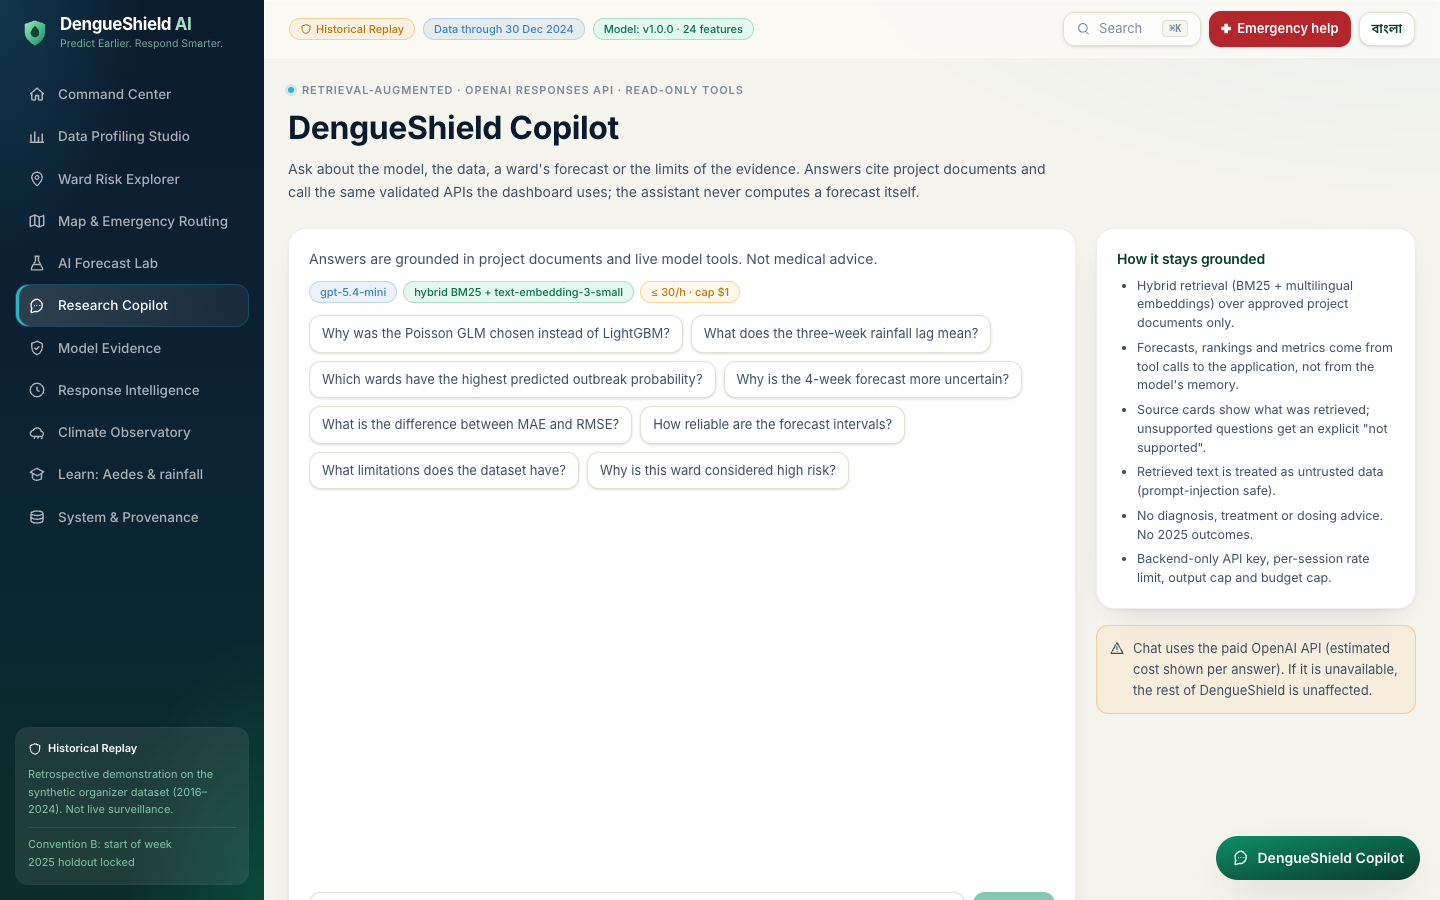 DengueShield AI
Predict Earlier. Respond Smarter.
Command Center
Data Profiling Studio
Ward Risk Explorer
Map & Emergency Routing
AI Forecast Lab
Research Copilot
Model Evidence
Response Intelligence
Climate Observatory
Learn: Aedes & rainfall
System & Provenance
Historical Replay
Retrospective demonstration on the
synthetic organizer dataset (2016–
2024). Not live surveillance.
Convention B: start of week
2025 holdout locked
Historical Replay
Data through 30 Dec 2024
Model: v1.0.0 · 24 features
Search ⌘K
Emergency help
বাংলা
RETRIEVAL-AUGMENTED · OPENAI RESPONSES API · READ-ONLY TOOLS
DengueShield Copilot
Ask about the model, the data, a ward's forecast or the limits of the evidence. Answers cite project documents and
call the same validated APIs the dashboard uses; the assistant never computes a forecast itself.
Answers are grounded in project documents and live model tools. Not medical advice.
gpt-5.4-mini
hybrid BM25 + text-embedding-3-small
≤ 30/h · cap $1
Why was the Poisson GLM chosen instead of LightGBM?
What does the three-week rainfall lag mean?
Which wards have the highest predicted outbreak probability?
Why is the 4-week forecast more uncertain?
What is the difference between MAE and RMSE?
How reliable are the forecast intervals?
What limitations does the dataset have?
Why is this ward considered high risk?
How it stays grounded
• Hybrid retrieval (BM25 + multilingual
embeddings) over approved project
documents only.
• Forecasts, rankings and metrics come from
tool calls to the application, not from the
model's memory.
• Source cards show what was retrieved;
unsupported questions get an explicit "not
supported".
• Retrieved text is treated as untrusted data
(prompt-injection safe).
• No diagnosis, treatment or dosing advice.
No 2025 outcomes.
• Backend-only API key, per-session rate
limit, output cap and budget cap.
Chat uses the paid OpenAI API (estimated
cost shown per answer). If it is unavailable,
the rest of DengueShield is unaffected.
DengueShield Copilot